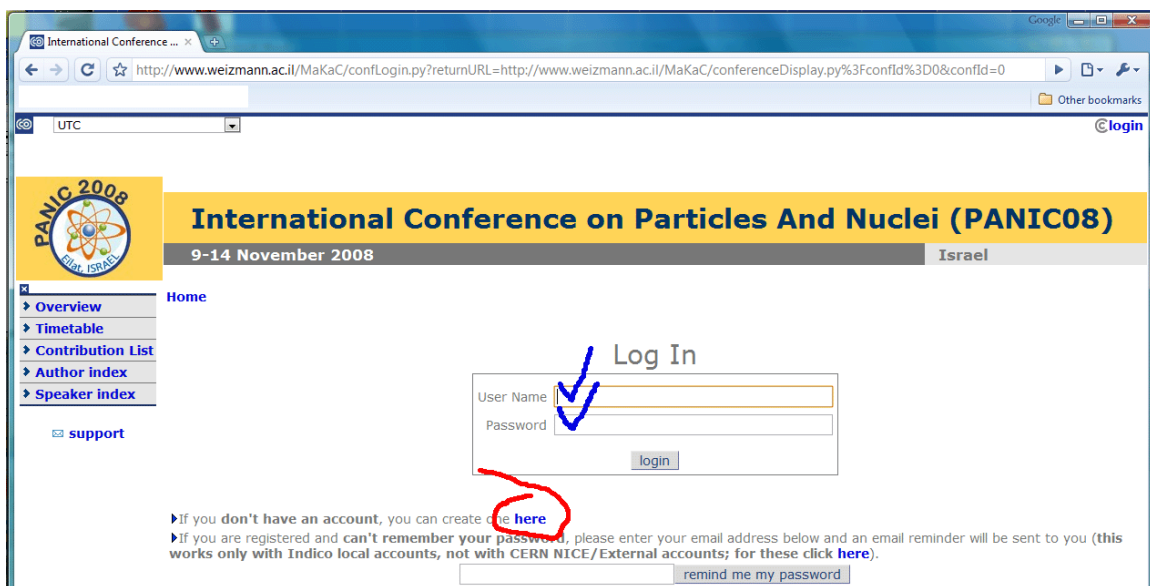 Google
International Conference ...
http://www.weizmann.ac.il/MaKaC/confLogin.py?returnURL=http://www.weizmann.ac.il/MaKaC/conferenceDisplay.py%3FconfId%3D0&confId=0
Other bookmarks
UTC
login
PANIC 2008
Eilat, ISRAEL
International Conference on Particles And Nuclei (PANIC08)
9-14 November 2008 Israel
Home
Overview
Timetable
Contribution List
Author index
Speaker index
support
Log In
User Name
Password
login
If you don't have an account, you can create one here
If you are registered and can't remember your password, please enter your email address below and an email reminder will be sent to you (this
works only with Indico local accounts, not with CERN NICE/External accounts; for these click here).
remind me my password